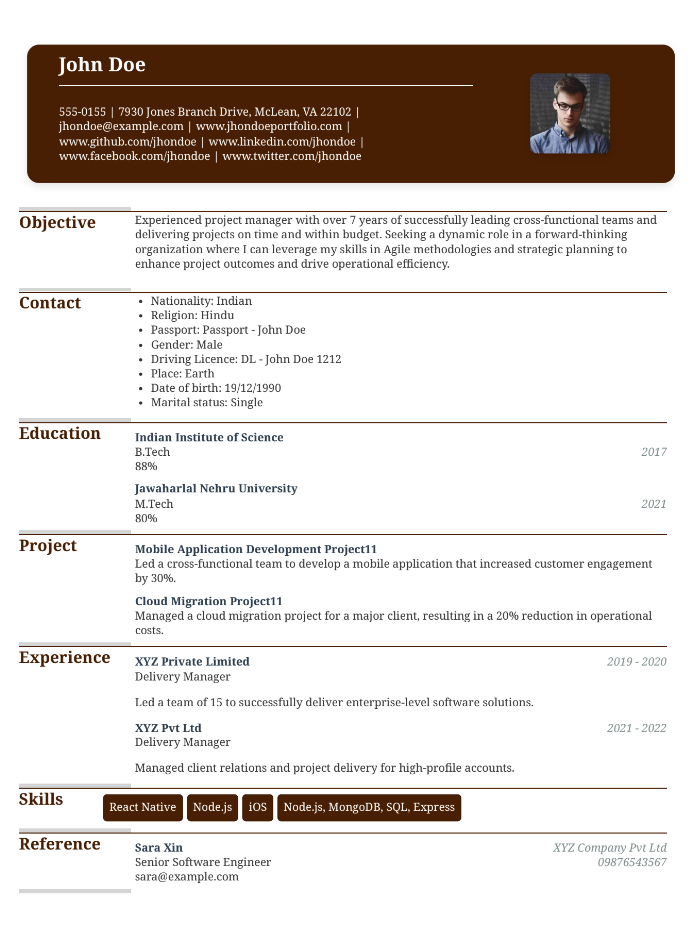 John Doe
555-0155 | 7930 Jones Branch Drive, McLean, VA 22102 |
jhondoe@example.com | www.jhondoeportfolio.com |
www.github.com/jhondoe | www.linkedin.com/jhondoe |
www.facebook.com/jhondoe | www.twitter.com/jhondoe
Objective
Experienced project manager with over 7 years of successfully leading cross-functional teams and
delivering projects on time and within budget. Seeking a dynamic role in a forward-thinking
organization where I can leverage my skills in Agile methodologies and strategic planning to
enhance project outcomes and drive operational efficiency.
Contact
• Nationality: Indian
• Religion: Hindu
• Passport: Passport - John Doe
• Gender: Male
• Driving Licence: DL - John Doe 1212
• Place: Earth
• Date of birth: 19/12/1990
• Marital status: Single
Education
Indian Institute of Science
B.Tech 2017
88%
Jawaharlal Nehru University
M.Tech 2021
80%
Project
Mobile Application Development Project11
Led a cross-functional team to develop a mobile application that increased customer engagement
by 30%.
Cloud Migration Project11
Managed a cloud migration project for a major client, resulting in a 20% reduction in operational
costs.
Experience
XYZ Private Limited 2019 - 2020
Delivery Manager
Led a team of 15 to successfully deliver enterprise-level software solutions.
XYZ Pvt Ltd 2021 - 2022
Delivery Manager
Managed client relations and project delivery for high-profile accounts.
Skills
React Native Node.js iOS Node.js, MongoDB, SQL, Express
Reference
Sara Xin XYZ Company Pvt Ltd
Senior Software Engineer 09876543567
sara@example.com